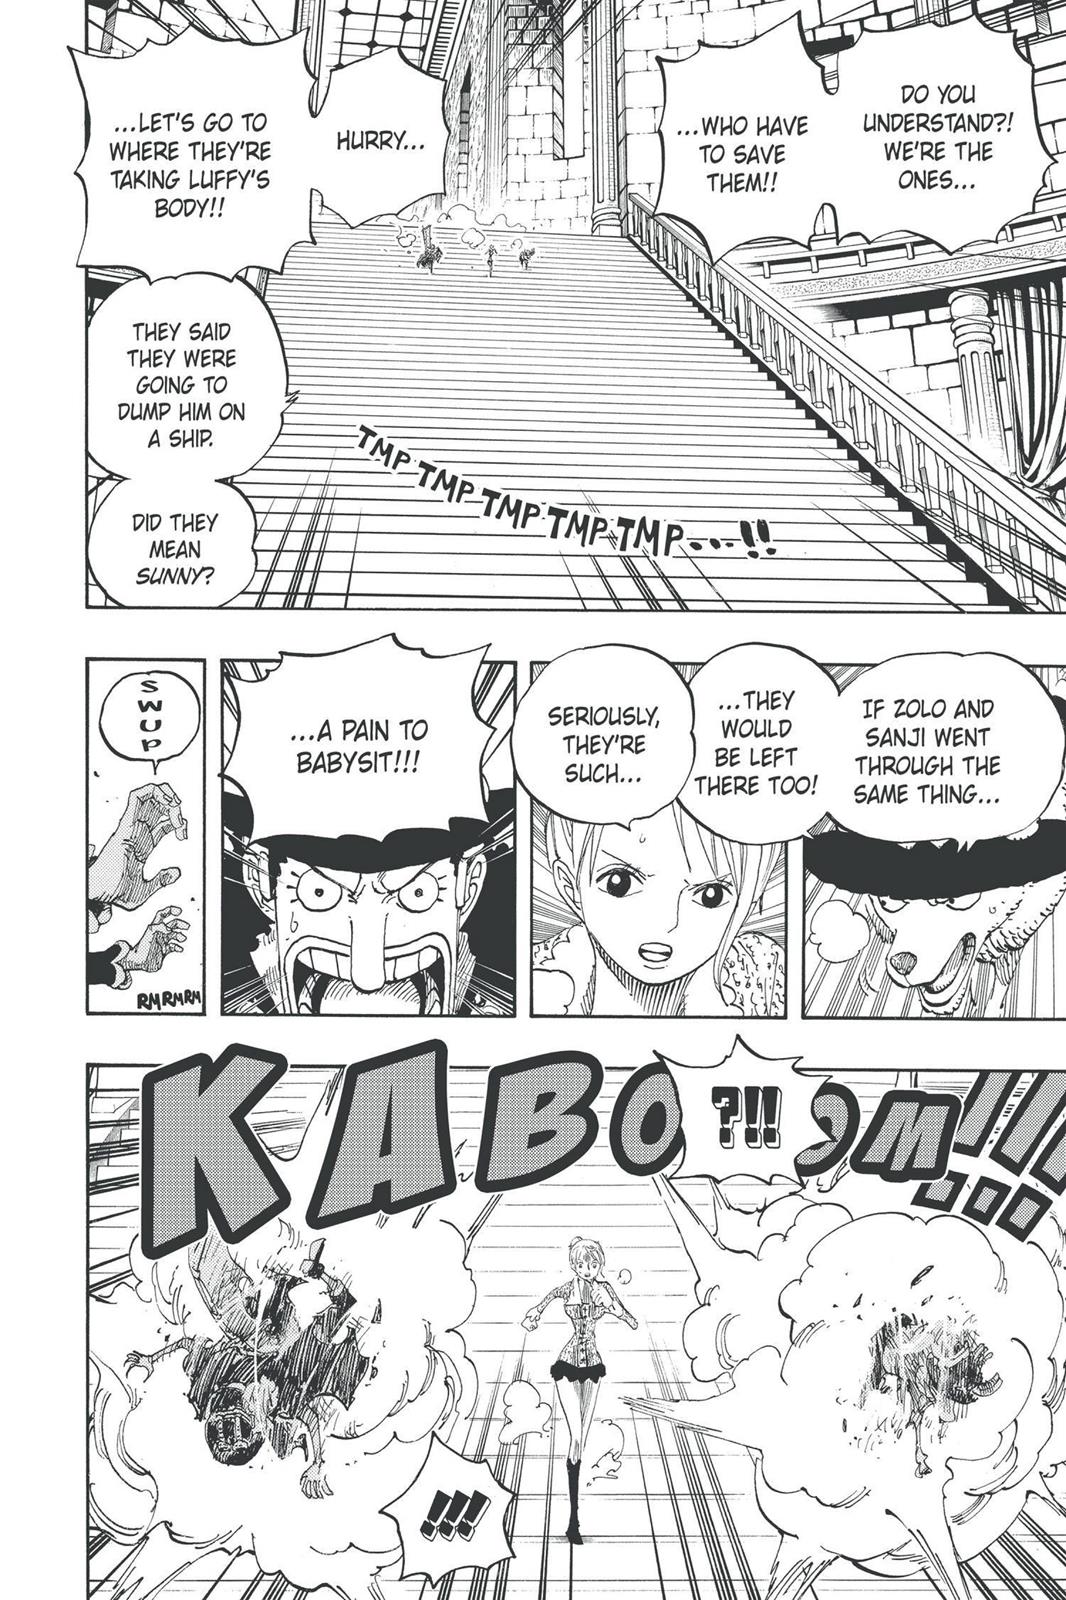 DO YOU
UNDERSTAND?!
WE'RE THE
ONES...
...WHO HAVE
TO SAVE
THEM!!
HURRY...
...LET'S GO TO
WHERE THEY'RE
TAKING LUFFY'S
BODY!!
THEY SAID
THEY WERE
GOING TO
DUMP HIM ON
A SHIP.
DID THEY
MEAN
SUNNY?
TMP TMP TMP TMP TMP...!!
IF ZOLO AND
SANJI WENT
THROUGH THE
SAME THING...
...THEY
WOULD
BE LEFT
THERE TOO!
SERIOUSLY,
THEY'RE
SUCH...
...A PAIN TO
BABYSIT!!!
SWUP
RMRMRM
KABOOM!!!
?!!
!!!